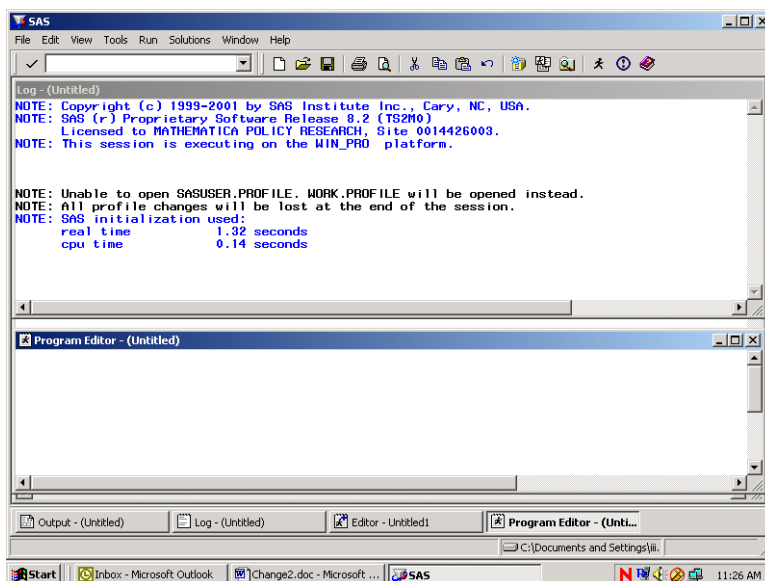 SAS
File Edit View Tools Run Solutions Window Help
Log - (Untitled)
NOTE: Copyright (c) 1999-2001 by SAS Institute Inc., Cary, NC, USA.
NOTE: SAS (r) Proprietary Software Release 8.2 (TS2M0)
Licensed to MATHEMATICA POLICY RESEARCH, Site 0014426003.
NOTE: This session is executing on the WIN_PRO platform.
NOTE: Unable to open SASUSER.PROFILE. WORK.PROFILE will be opened instead.
NOTE: All profile changes will be lost at the end of the session.
NOTE: SAS initialization used:
real time 1.32 seconds
cpu time 0.14 seconds
Program Editor - (Untitled)
Output - (Untitled) Log - (Untitled) Editor - Untitled1 Program Editor - (Unti...
C:\Documents and Settings\iii.
Start Inbox - Microsoft Outlook Change2.doc - Microsoft ... SAS N 11:26 AM